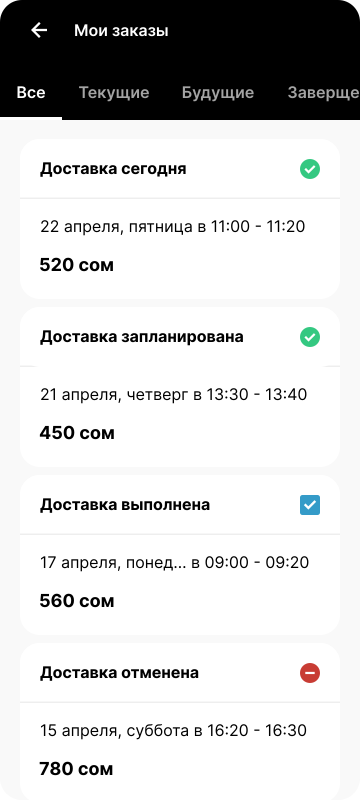 Мои заказы
Все Текущие Будущие Заверше
Доставка сегодня
22 апреля, пятница в 11:00 - 11:20
520 сом
Доставка запланирована
21 апреля, четверг в 13:30 - 13:40
450 сом
Доставка выполнена
17 апреля, понед... в 09:00 - 09:20
560 сом
Доставка отменена
15 апреля, суббота в 16:20 - 16:30
780 сом